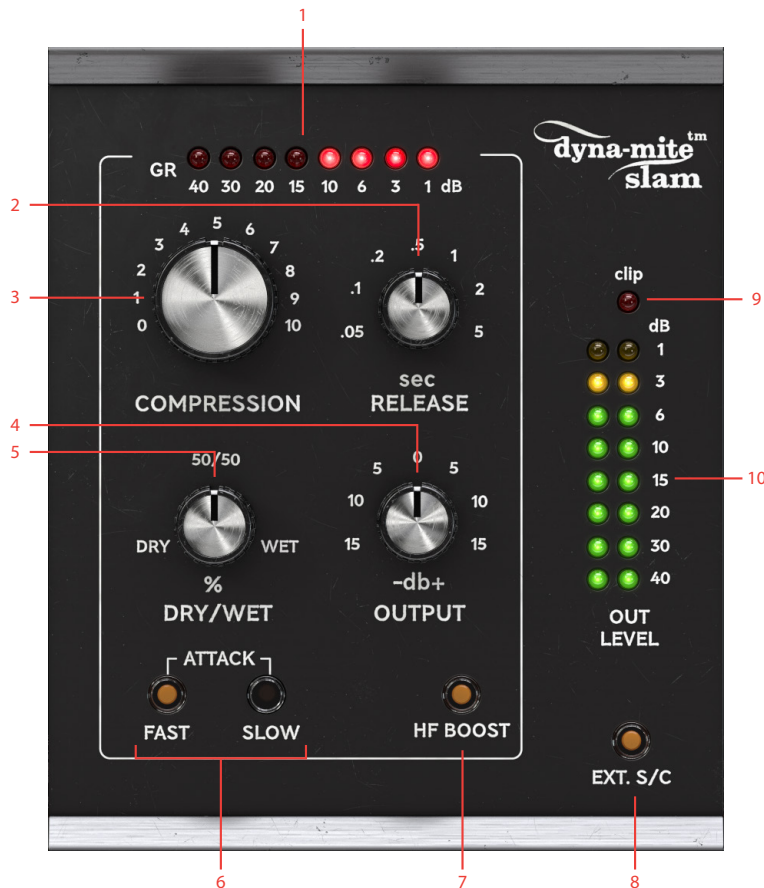 1
dyna-mite™
slam
GR
40 30 20 15 10 6 3 1 dB
2
3
0 1 2 3 4 5 6 7 8 9 10
COMPRESSION
.05 .1 .2 .5 1 2 5
sec
RELEASE
clip
9
dB
1
3
6
10
15
20
30
40
10
OUT
LEVEL
4
5
50/50
DRY WET
%
DRY/WET
15 10 5 0 5 10 15
-db+
OUTPUT
ATTACK
FAST SLOW
HF BOOST
EXT. S/C
6
7
8